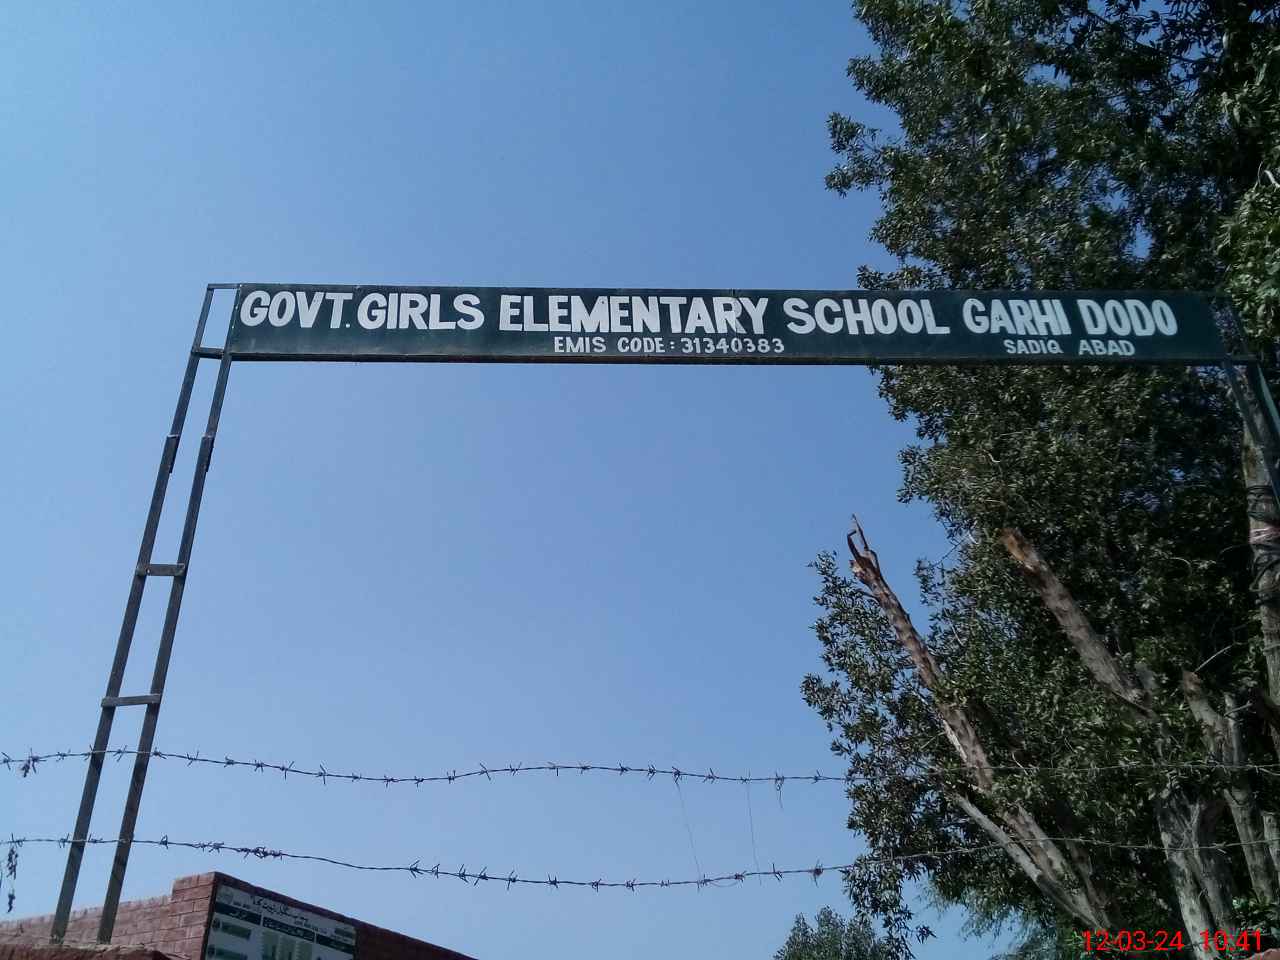 GOVT. GIRLS ELEMENTARY SCHOOL GARHI DODO
EMIS CODE : 31340383 SADIQ ABAD
12-03-24 10:41